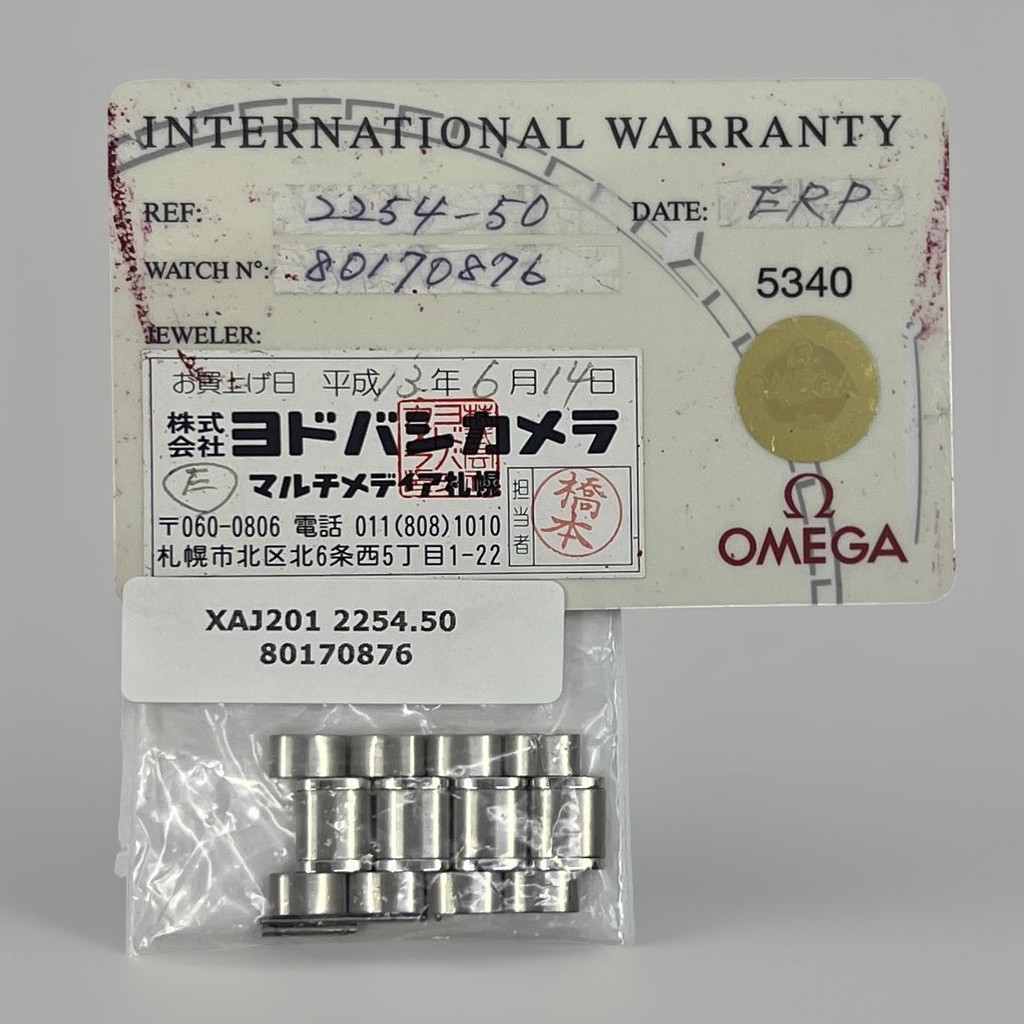 INTERNATIONAL WARRANTY
REF: 2254-50 DATE: ERP
WATCH N°: 80170876
5340
JEWELER:
お買上げ日 平成13年6月14日
株式会社 ヨドバシカメラ
E マルチメディア札幌
担当者 橋本
〒060-0806 電話 011(808)1010
札幌市北区北6条西5丁目1-22
OMEGA
Ω
OMEGA
XAJ201 2254.50
80170876